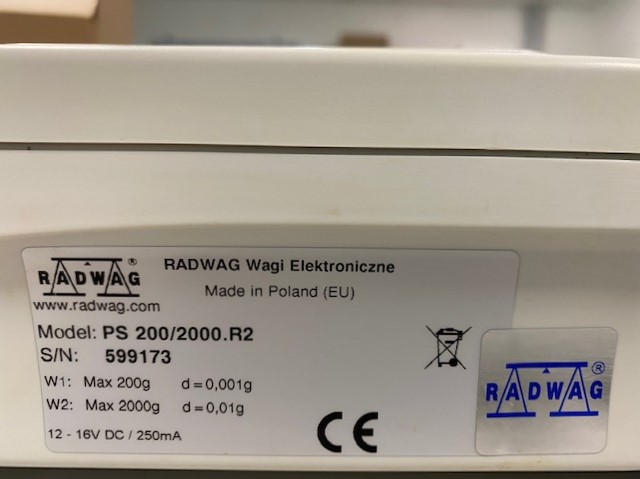 RADWAG®
www.radwag.com
RADWAG Wagi Elektroniczne
Made in Poland (EU)
Model: PS 200/2000.R2
S/N: 599173
W1: Max 200g d=0,001g
W2: Max 2000g d=0,01g
12 - 16V DC / 250mA
CE
RADWAG®